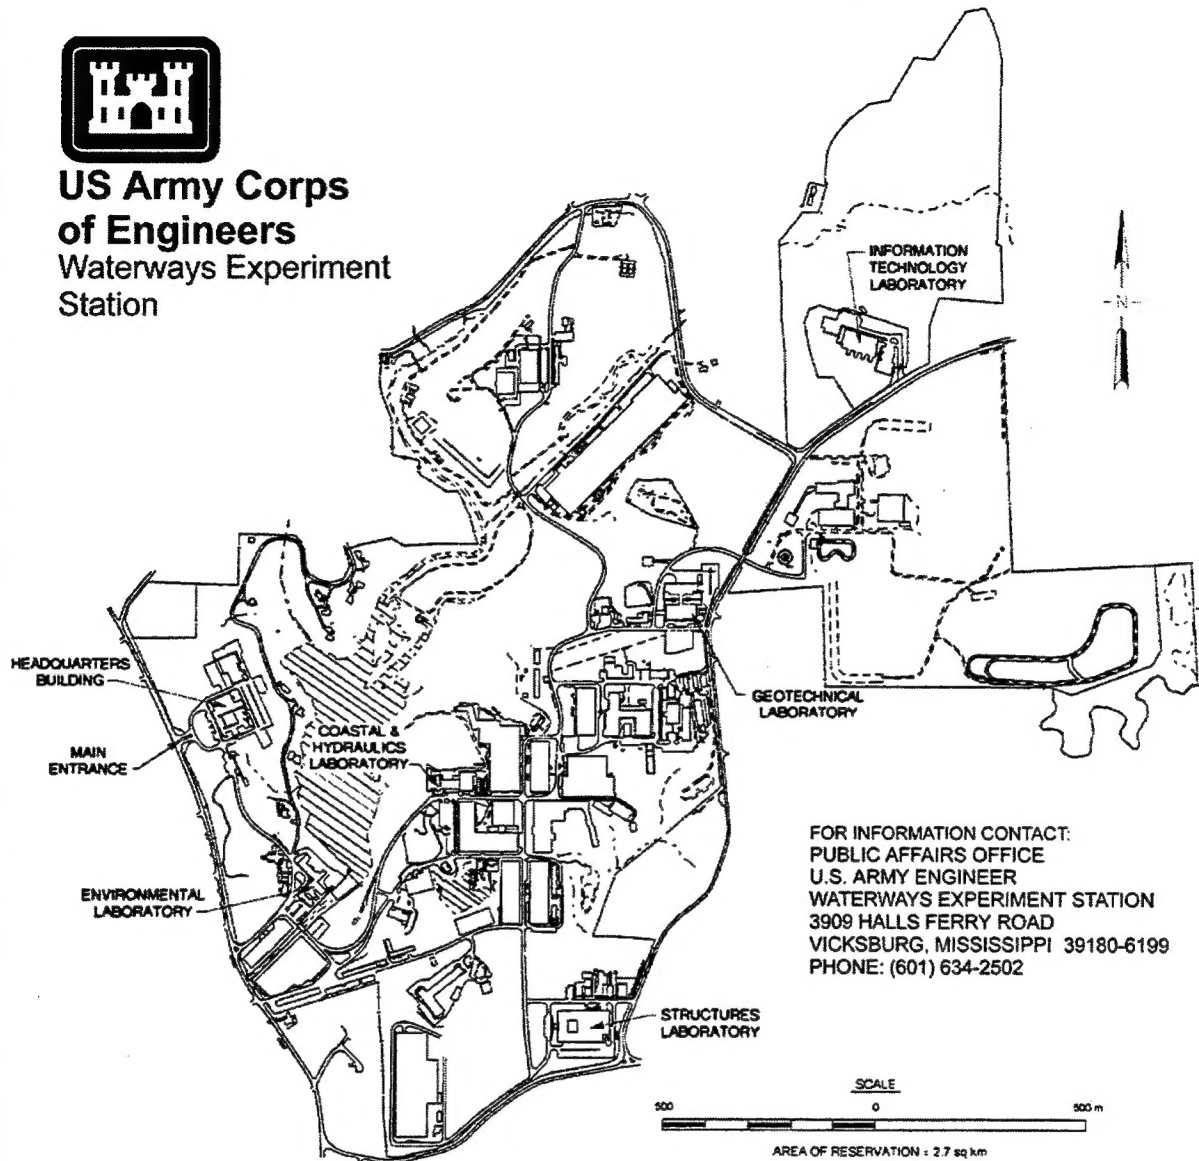 US Army Corps
of Engineers
Waterways Experiment
Station
INFORMATION
TECHNOLOGY
LABORATORY
N
HEADQUARTERS
BUILDING
MAIN
ENTRANCE
COASTAL &
HYDRAULICS
LABORATORY
GEOTECHNICAL
LABORATORY
ENVIRONMENTAL
LABORATORY
FOR INFORMATION CONTACT:
PUBLIC AFFAIRS OFFICE
U.S. ARMY ENGINEER
WATERWAYS EXPERIMENT STATION
3909 HALLS FERRY ROAD
VICKSBURG, MISSISSIPPI 39180-6199
PHONE: (601) 634-2502
STRUCTURES
LABORATORY
SCALE
500 0 500 m
AREA OF RESERVATION = 2.7 sq km